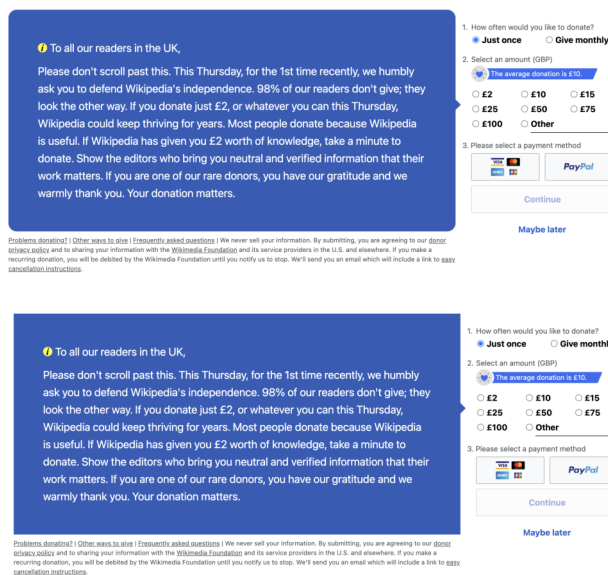 To all our readers in the UK,
Please don't scroll past this. This Thursday, for the 1st time recently, we humbly
ask you to defend Wikipedia's independence. 98% of our readers don't give; they
look the other way. If you donate just £2, or whatever you can this Thursday,
Wikipedia could keep thriving for years. Most people donate because Wikipedia
is useful. If Wikipedia has given you £2 worth of knowledge, take a minute to
donate. Show the editors who bring you neutral and verified information that their
work matters. If you are one of our rare donors, you have our gratitude and we
warmly thank you. Your donation matters.
1. How often would you like to donate?
Just once Give monthly
2. Select an amount (GBP)
The average donation is £10.
£2 £10 £15
£25 £50 £75
£100 Other
3. Please select a payment method
VISA
PayPal
Continue
Maybe later
Problems donating? | Other ways to give | Frequently asked questions | We never sell your information. By submitting, you are agreeing to our donor
privacy policy and to sharing your information with the Wikimedia Foundation and its service providers in the U.S. and elsewhere. If you make a
recurring donation, you will be debited by the Wikimedia Foundation until you notify us to stop. We'll send you an email which will include a link to easy
cancellation instructions.
To all our readers in the UK,
Please don't scroll past this. This Thursday, for the 1st time recently, we humbly
ask you to defend Wikipedia's independence. 98% of our readers don't give; they
look the other way. If you donate just £2, or whatever you can this Thursday,
Wikipedia could keep thriving for years. Most people donate because Wikipedia
is useful. If Wikipedia has given you £2 worth of knowledge, take a minute to
donate. Show the editors who bring you neutral and verified information that their
work matters. If you are one of our rare donors, you have our gratitude and we
warmly thank you. Your donation matters.
1. How often would you like to donate?
Just once Give monthl
2. Select an amount (GBP)
The average donation is £10.
£2 £10 £15
£25 £50 £75
£100 Other
3. Please select a payment method
VISA
PayPal
Continue
Maybe later
Problems donating? | Other ways to give | Frequently asked questions | We never sell your information. By submitting, you are agreeing to our donor
privacy policy and to sharing your information with the Wikimedia Foundation and its service providers in the U.S. and elsewhere. If you make a
recurring donation, you will be debited by the Wikimedia Foundation until you notify us to stop. We'll send you an email which will include a link to easy
cancellation instructions.